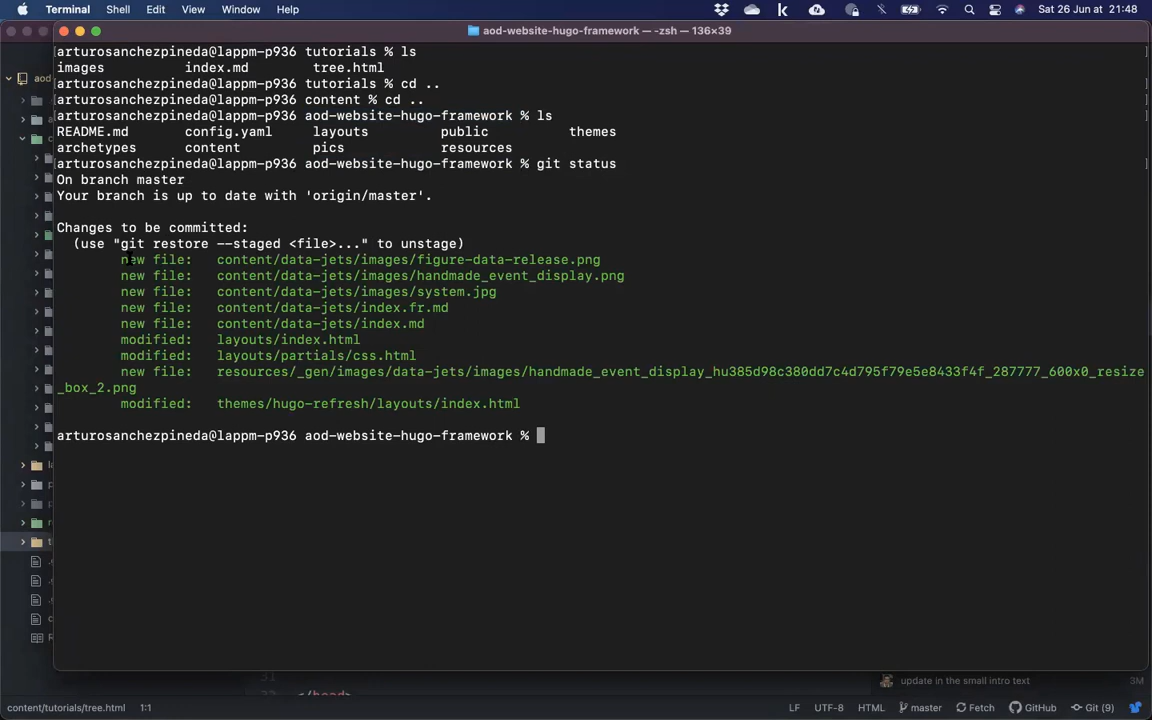 Terminal Shell Edit View Window Help
Sat 26 Jun at 21:48
aod-website-hugo-framework — -zsh — 136×39
arturosanchezpineda@lappm-p936 tutorials % ls
images index.md tree.html
arturosanchezpineda@lappm-p936 tutorials % cd ..
arturosanchezpineda@lappm-p936 content % cd ..
arturosanchezpineda@lappm-p936 aod-website-hugo-framework % ls
README.md config.yaml layouts public themes
archetypes content pics resources
arturosanchezpineda@lappm-p936 aod-website-hugo-framework % git status
On branch master
Your branch is up to date with 'origin/master'.
Changes to be committed:
(use "git restore --staged <file>..." to unstage)
new file: content/data-jets/images/figure-data-release.png
new file: content/data-jets/images/handmade_event_display.png
new file: content/data-jets/images/system.jpg
new file: content/data-jets/index.fr.md
new file: content/data-jets/index.md
modified: layouts/index.html
modified: layouts/partials/css.html
new file: resources/_gen/images/data-jets/images/handmade_event_display_hu385d98c380dd7c4d795f79e5e8433f4f_287777_600x0_resize
_box_2.png
modified: themes/hugo-refresh/layouts/index.html
arturosanchezpineda@lappm-p936 aod-website-hugo-framework %
aod-
31
update in the small intro text 3M
</head>
content/tutorials/tree.html 1:1 LF UTF-8 HTML master Fetch GitHub Git (9)